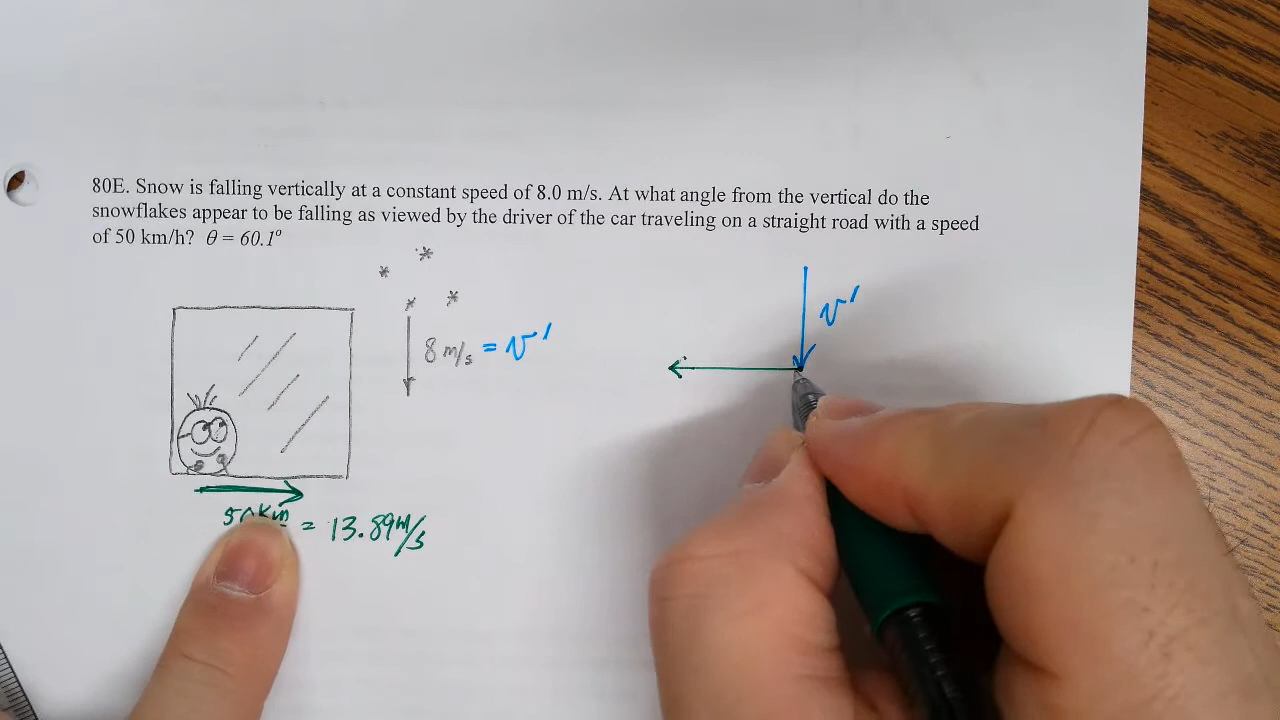 80E. Snow is falling vertically at a constant speed of 8.0 m/s. At what angle from the vertical do the
snowflakes appear to be falling as viewed by the driver of the car traveling on a straight road with a speed
of 50 km/h? θ = 60.1°
8 m/s = v'
v'
50 km = 13.89 m/s